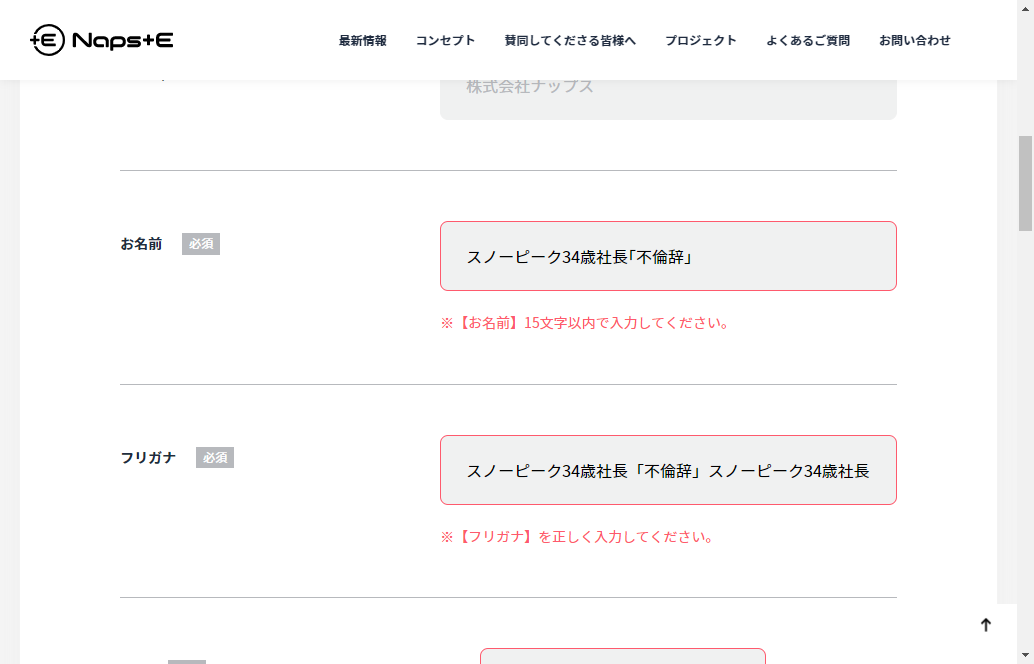 Naps+E
最新情報 コンセプト 賛同してくださる皆様へ プロジェクト よくあるご質問 お問い合わせ
株式会社ナップス
お名前 必須 スノーピーク34歳社長｢不倫辞」
※【お名前】15文字以内で入力してください。
フリガナ 必須 スノーピーク34歳社長「不倫辞」スノーピーク34歳社長
※【フリガナ】を正しく入力してください。